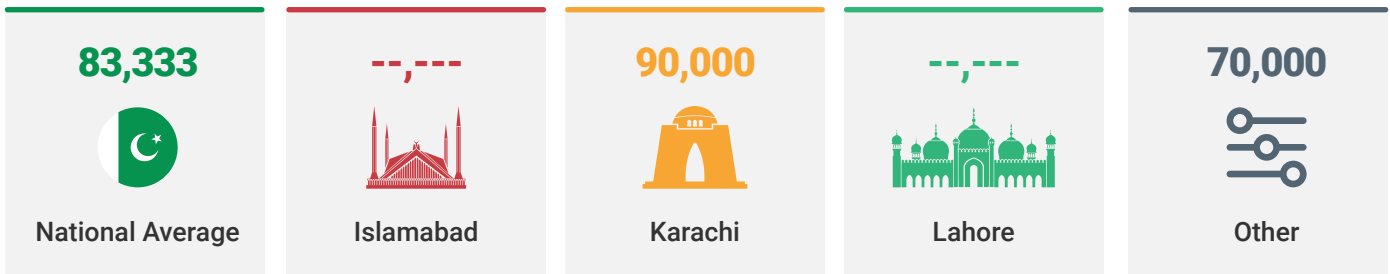 83,333
National Average
--,---
Islamabad
90,000
Karachi
--,---
Lahore
70,000
Other